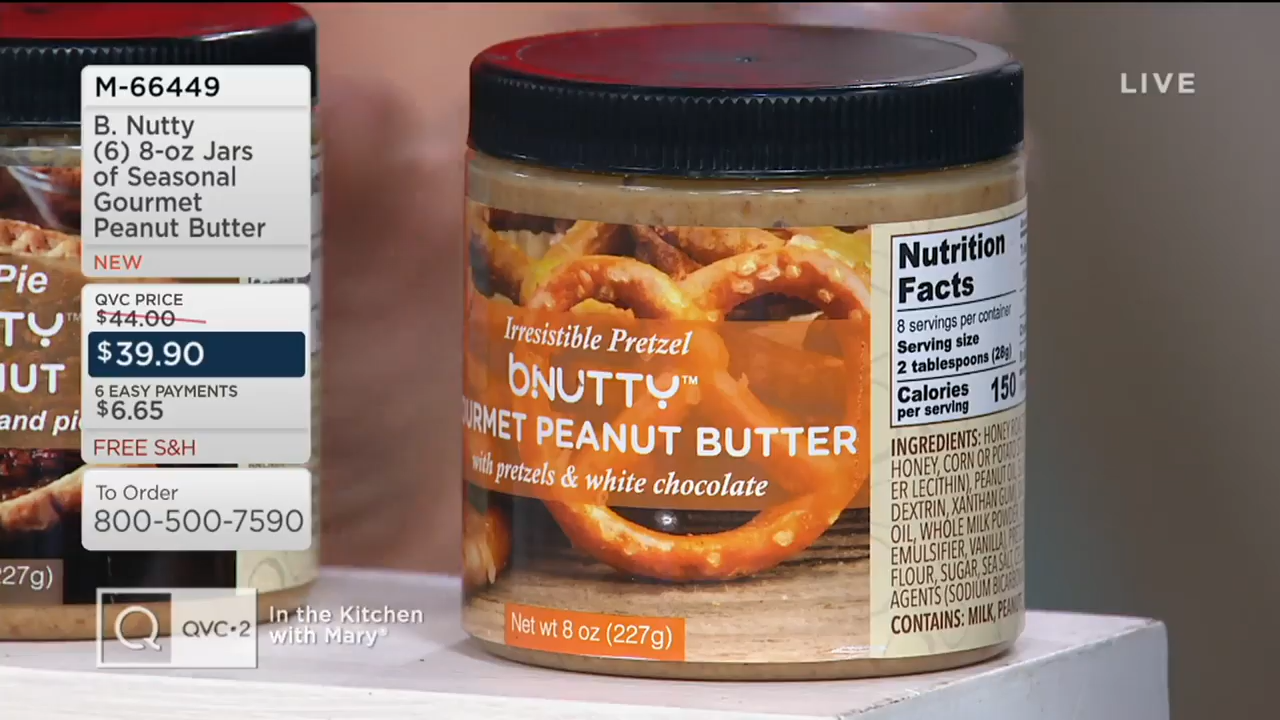 M-66449
B. Nutty
(6) 8-oz Jars
of Seasonal
Gourmet
Peanut Butter
NEW
QVC PRICE
$44.00
$39.90
6 EASY PAYMENTS
$6.65
FREE S&H
To Order
800-500-7590
Q QVC•2
In the Kitchen
with Mary®
LIVE
Pie
TY™
NUT
and pie
227g)
Irresistible Pretzel
bNUTTY™
OURMET PEANUT BUTTER
with pretzels & white chocolate
Net wt 8 oz (227g)
Nutrition
Facts
8 servings per container
Serving size
2 tablespoons (28g)
Calories 150
per serving
INGREDIENTS: HONEY
HONEY, CORN OR POTATO
ER LECITHIN), PEANUT OIL,
DEXTRIN, XANTHAN GUM,
OIL, WHOLE MILK POWDER,
EMULSIFIER, VANILLA),
FLOUR, SUGAR, SEA SALT,
AGENTS (SODIUM
CONTAINS: MILK, PEANUT